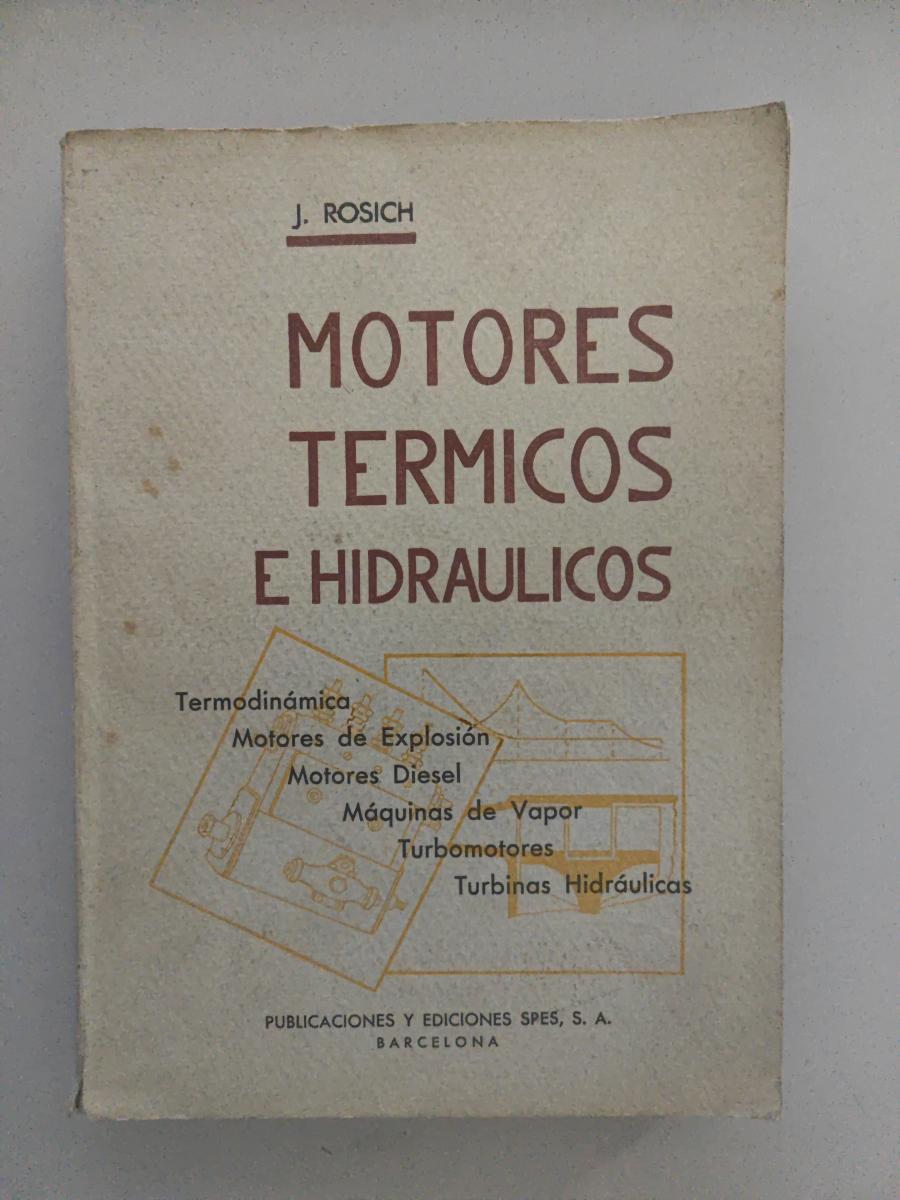 J. ROSICH
MOTORES
TERMICOS
E HIDRAULICOS
Termodinámica
Motores de Explosión
Motores Diesel
Máquinas de Vapor
Turbomotores
Turbinas Hidráulicas
PUBLICACIONES Y EDICIONES SPES, S. A.
BARCELONA